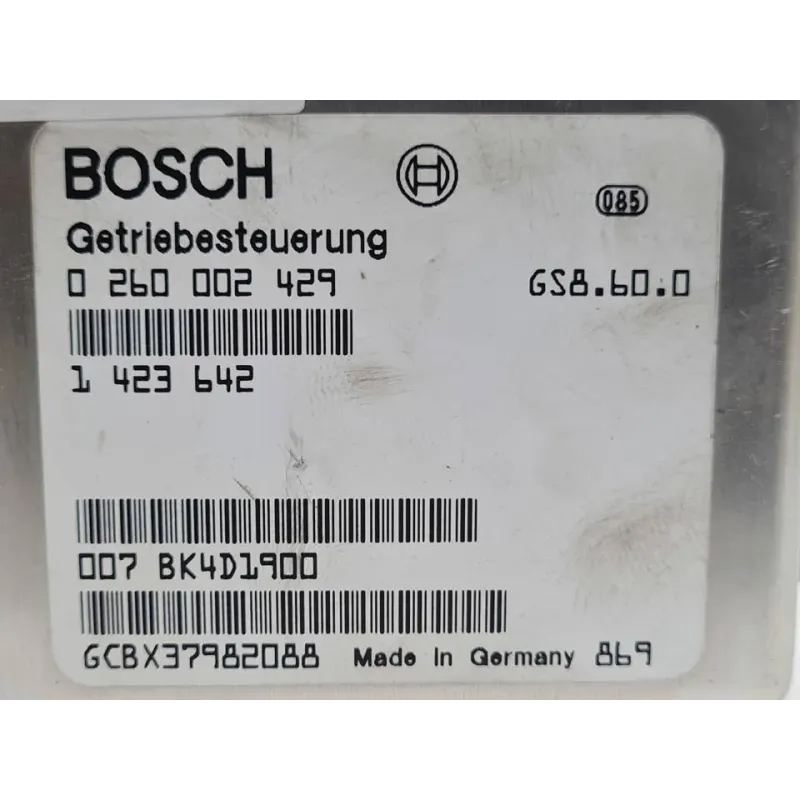 BOSCH
085
Getriebesteuerung
0 260 002 429 GS8.60.0
1 423 642
007 BK4D1900
GCBX37982088 Made in Germany 869